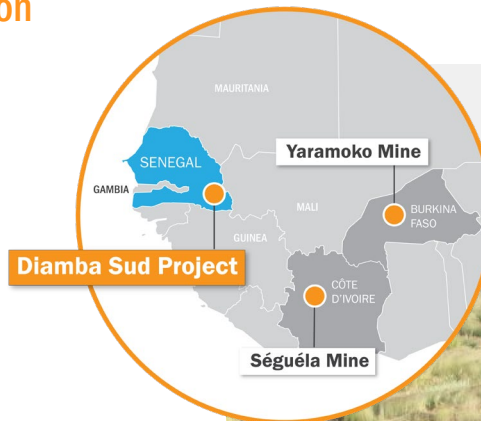 on
MAURITANIA
Yaramoko Mine
SENEGAL
GAMBIA
MALI
BURKINA
FASO
GUINEA
Diamba Sud Project
CÔTE
D'IVOIRE
Séguéla Mine